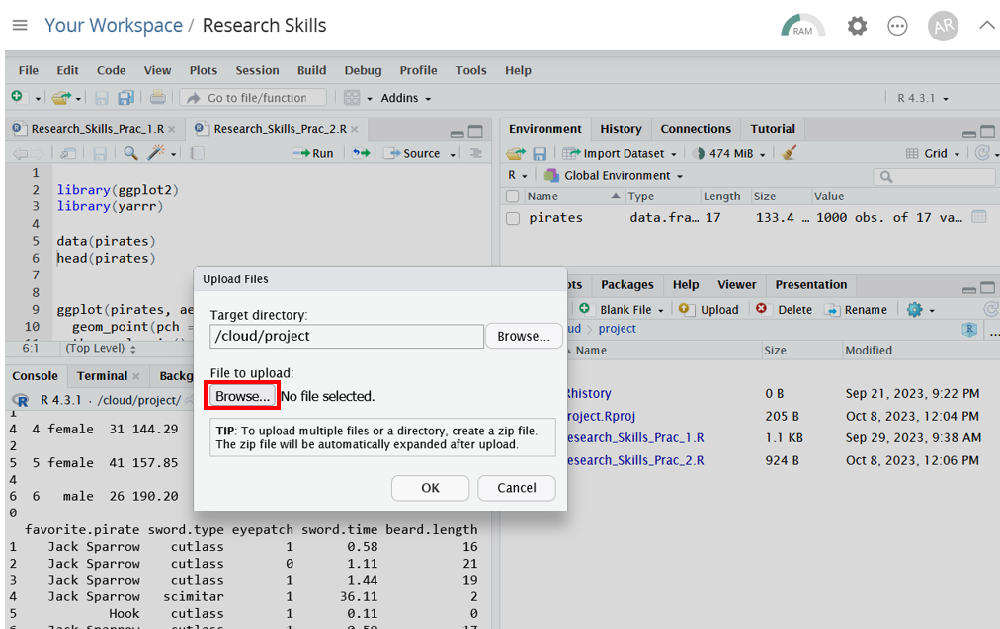 Your Workspace / Research Skills
RAM
AR
File Edit Code View Plots Session Build Debug Profile Tools Help
Go to file/function Addins R 4.3.1
Research_Skills_Prac_1.R Research_Skills_Prac_2.R
Run Source
1
2 library(ggplot2)
3 library(yarrr)
4
5 data(pirates)
6 head(pirates)
7
8
9 ggplot(pirates, ae
10 geom_point(pch =
6:1 (Top Level)
Console Terminal Backg
R 4.3.1 · /cloud/project/
1
4 4 female 31 144.29
2
5 5 female 41 157.85
4
6 6 male 26 190.20
0
favorite.pirate sword.type eyepatch sword.time beard.length
1 Jack Sparrow cutlass 1 0.58 16
2 Jack Sparrow cutlass 0 1.11 21
3 Jack Sparrow cutlass 1 1.44 19
4 Jack Sparrow scimitar 1 36.11 2
5 Hook cutlass 1 0.11 0
Environment History Connections Tutorial
Import Dataset 474 MiB Grid
R Global Environment
Name Type Length Size Value
pirates data.fra… 17 133.4 … 1000 obs. of 17 va…
ots Packages Help Viewer Presentation
Blank File Upload Delete Rename
ud project
Name Size Modified
Rhistory 0 B Sep 21, 2023, 9:22 PM
roject.Rproj 205 B Oct 8, 2023, 12:04 PM
esearch_Skills_Prac_1.R 1.1 KB Sep 29, 2023, 9:38 AM
esearch_Skills_Prac_2.R 924 B Oct 8, 2023, 12:06 PM
Upload Files
Target directory:
/cloud/project Browse...
File to upload:
Browse... No file selected.
TIP: To upload multiple files or a directory, create a zip file.
The zip file will be automatically expanded after upload.
OK Cancel